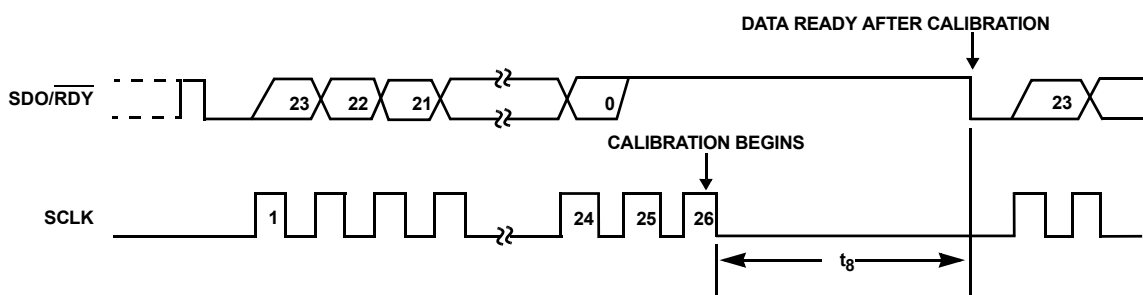 DATA READY AFTER CALIBRATION
SDO/RDY
23 22 21 0 23
CALIBRATION BEGINS
SCLK
1 24 25 26
t8